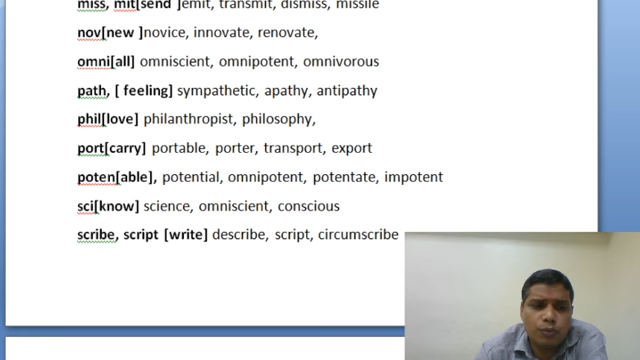 miss, mit[send ]emit, transmit, dismiss, missile
nov[new ]novice, innovate, renovate,
omni[all] omniscient, omnipotent, omnivorous
path, [ feeling] sympathetic, apathy, antipathy
phil[love] philanthropist, philosophy,
port[carry] portable, porter, transport, export
poten[able], potential, omnipotent, potentate, impotent
sci[know] science, omniscient, conscious
scribe, script [write] describe, script, circumscribe